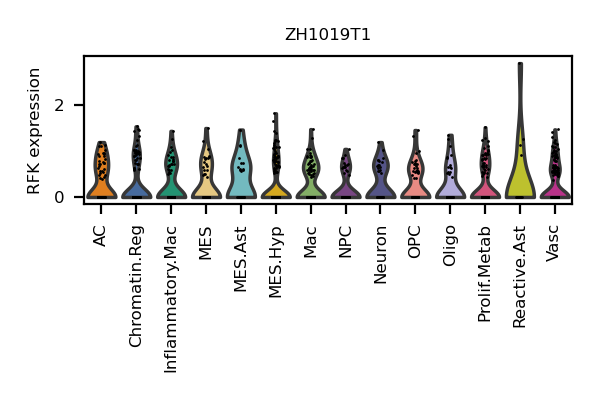 ZH1019T1
RFK expression
2
0
AC
Chromatin.Reg
Inflammatory.Mac
MES
MES.Ast
MES.Hyp
Mac
NPC
Neuron
OPC
Oligo
Prolif.Metab
Reactive.Ast
Vasc